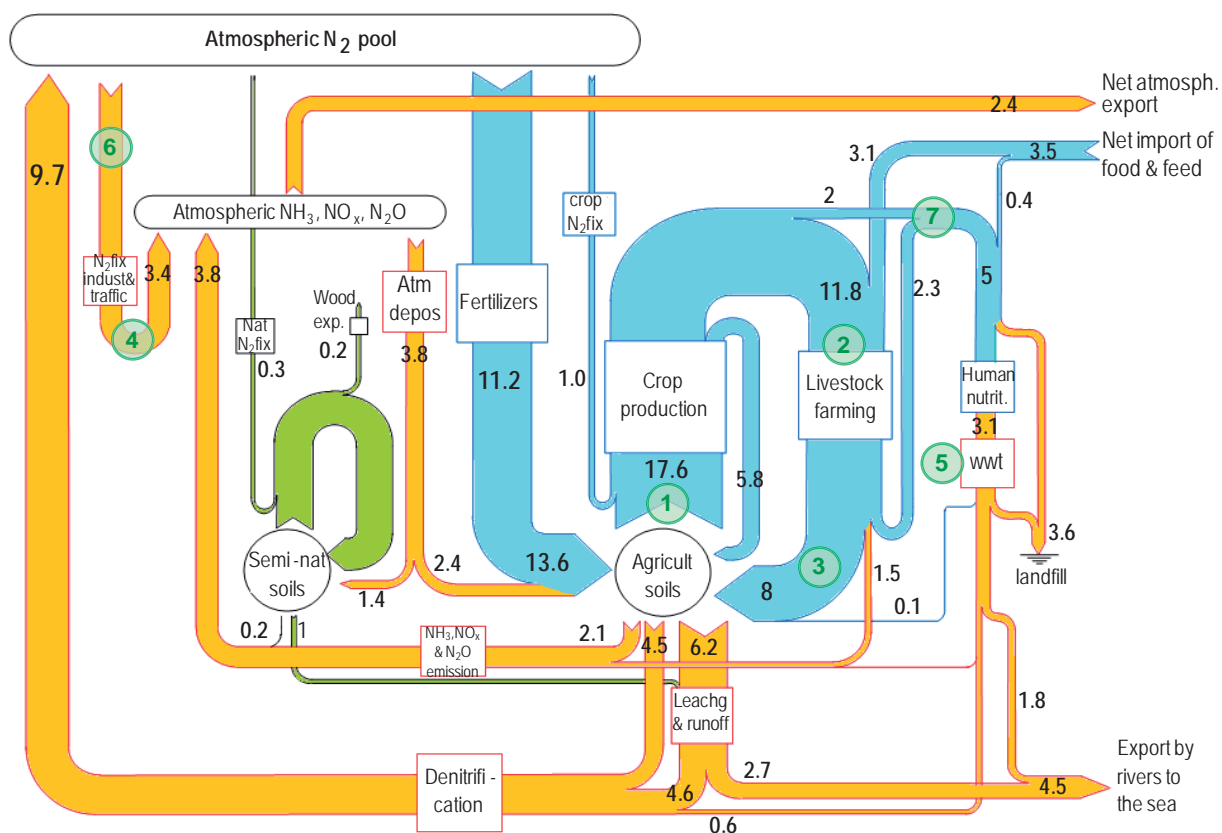 Atmospheric N2 pool
Net atmosph.
export
2.4
Net import of
food & feed
3.5
3.1
0.4
6
9.7
Atmospheric NH3, NOx, N2O
crop
N2fix
2
7
N2fix
indust&
traffic
3.4
3.8
Atm
depos
Fertilizers
11.8
2.3
5
Wood
exp.
0.2
4
Nat
N2fix
0.3
3.8
11.2
1.0
2
Crop
production
Livestock
farming
Human
nutrit.
3.1
17.6
5.8
5
wwt
1
3.6
landfill
Semi-nat
soils
2.4
1.4
13.6
Agricult
soils
3
8
1.5
0.1
0.2
1
NH3,NOx
& N2O
emission
2.1
4.5
6.2
Leachg
& runoff
1.8
Denitrifi -
cation
4.6
2.7
4.5
0.6
Export by
rivers to
the sea